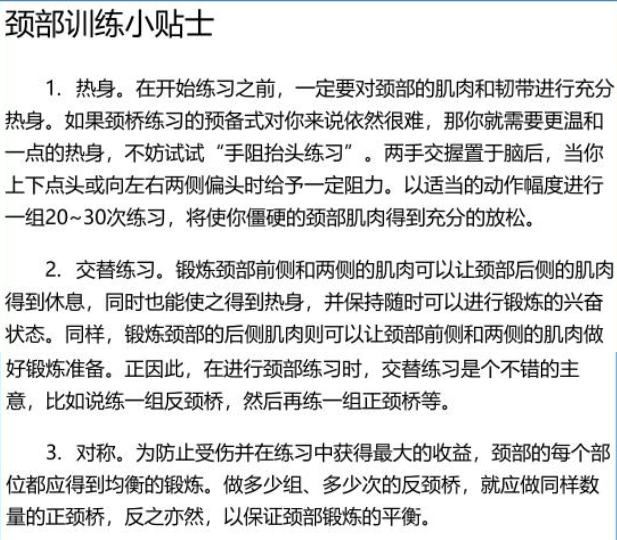 颈部训练小贴士
1. 热身。在开始练习之前，一定要对颈部的肌肉和韧带进行充分
热身。如果颈桥练习的预备式对你来说依然很难，那你就需要更温和
一点的热身，不妨试试“手阻抬头练习”。两手交握置于脑后，当你
上下点头或向左右两侧偏头时给予一定阻力。以适当的动作幅度进行
一组20~30次练习，将使你僵硬的颈部肌肉得到充分的放松。
2. 交替练习。锻炼颈部前侧和两侧的肌肉可以让颈部后侧的肌肉
得到休息，同时也能使之得到热身，并保持随时可以进行锻炼的兴奋
状态。同样，锻炼颈部的后侧肌肉则可以让颈部前侧和两侧的肌肉做
好锻炼准备。正因此，在进行颈部练习时，交替练习是个不错的主
意，比如说练一组反颈桥，然后再练一组正颈桥等。
3. 对称。为防止受伤并在练习中获得最大的收益，颈部的每个部
位都应得到均衡的锻炼。做多少组、多少次的反颈桥，就应做同样数
量的正颈桥，反之亦然，以保证颈部锻炼的平衡。